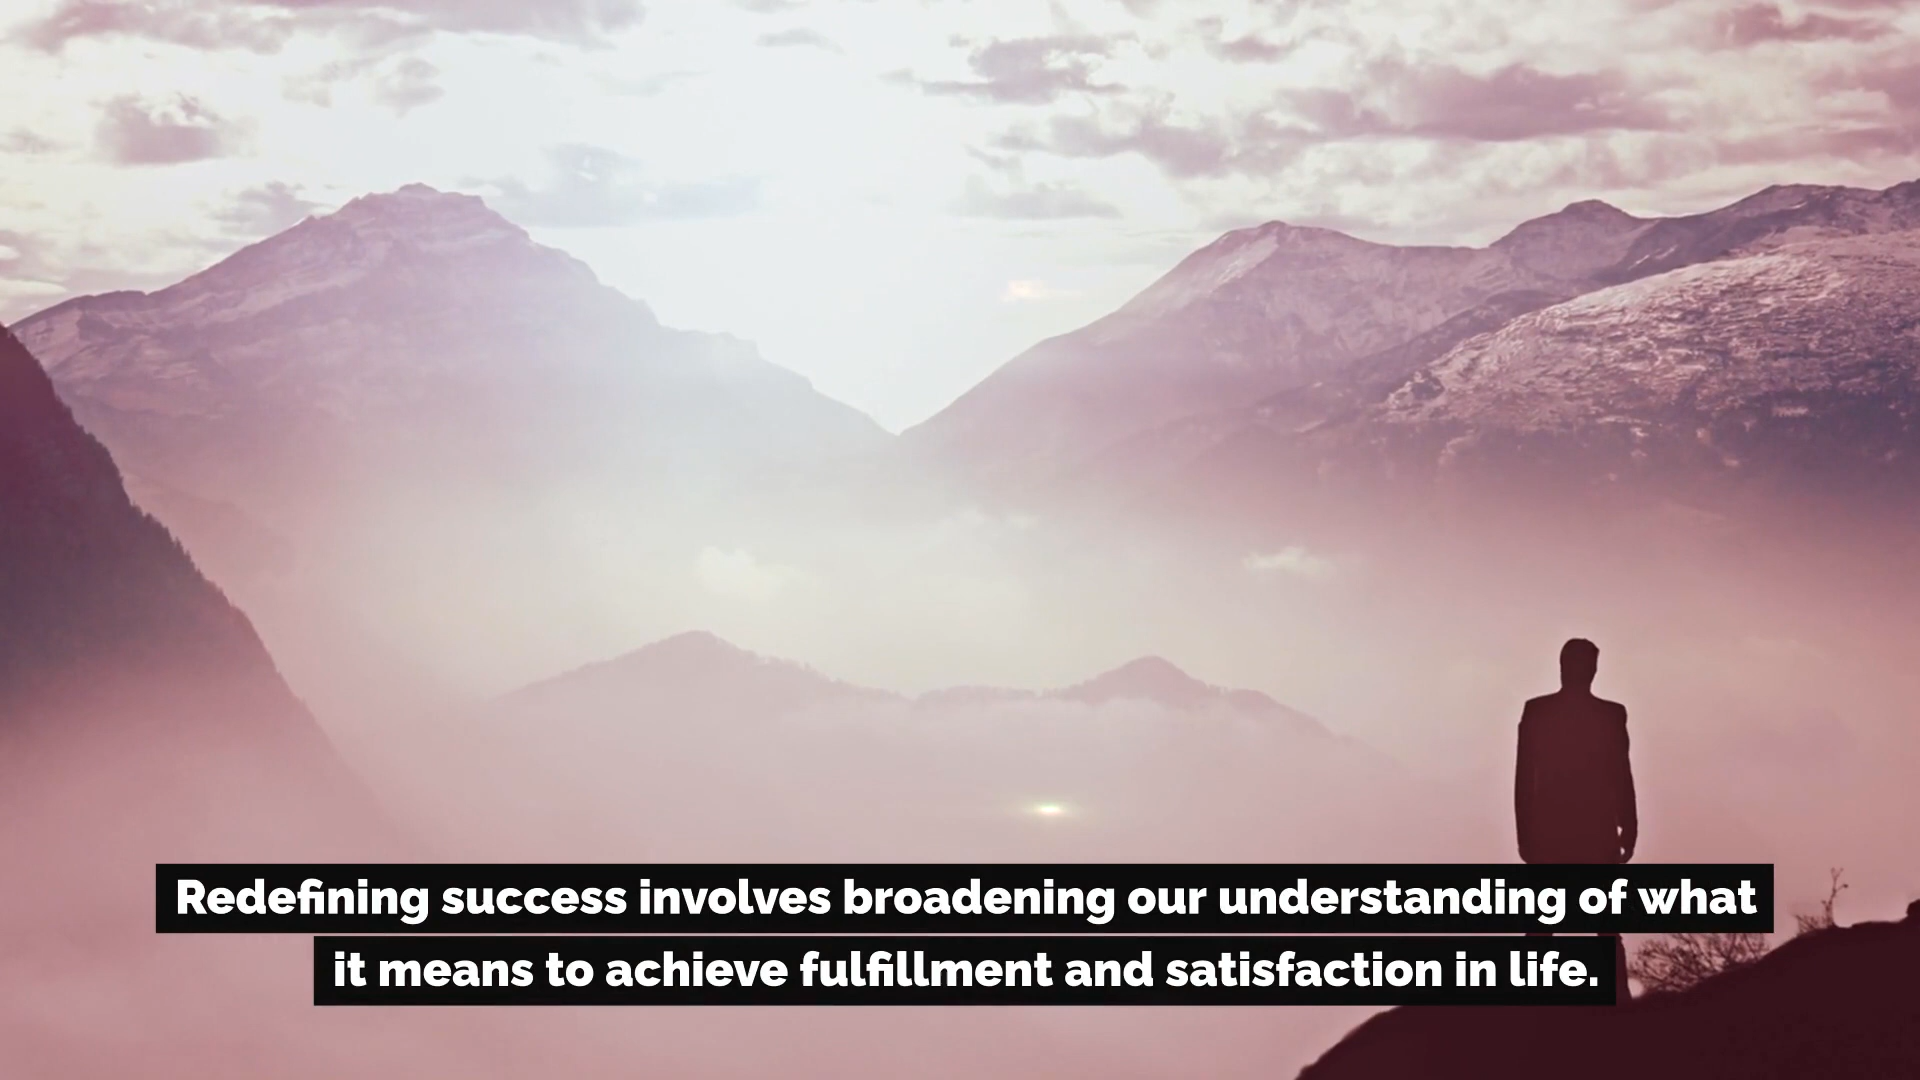 Redefining success involves broadening our understanding of what
it means to achieve fulfillment and satisfaction in life.